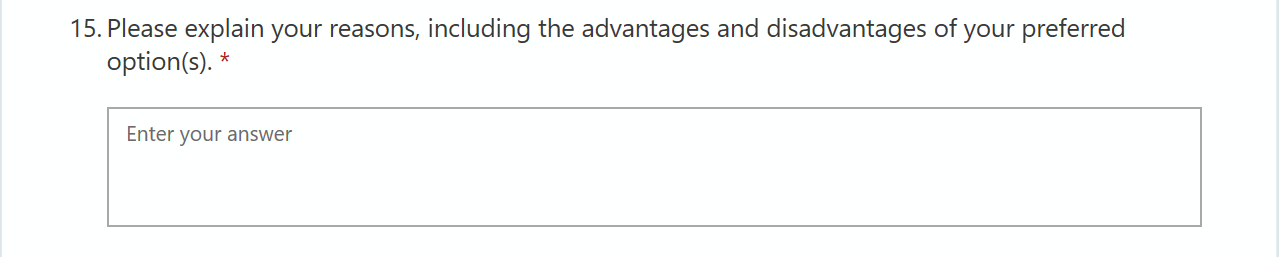 15. Please explain your reasons, including the advantages and disadvantages of your preferred
option(s). *
Enter your answer